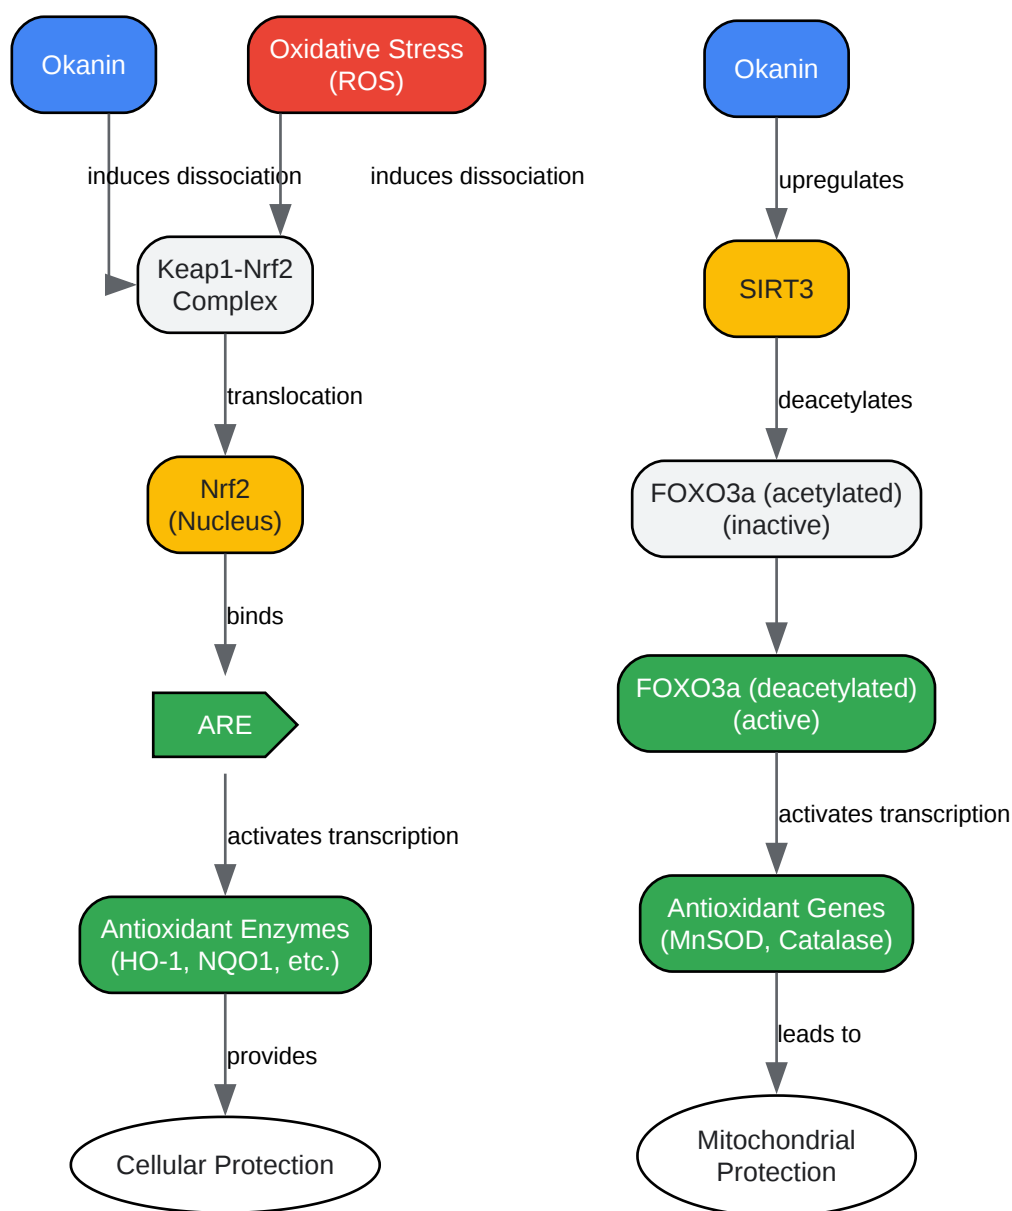 Okanin
Oxidative Stress
(ROS)
induces dissociation
induces dissociation
Keap1-Nrf2
Complex
translocation
Nrf2
(Nucleus)
binds
ARE
activates transcription
Antioxidant Enzymes
(HO-1, NQO1, etc.)
provides
Cellular Protection
Okanin
upregulates
SIRT3
deacetylates
FOXO3a (acetylated)
(inactive)
FOXO3a (deacetylated)
(active)
activates transcription
Antioxidant Genes
(MnSOD, Catalase)
leads to
Mitochondrial
Protection